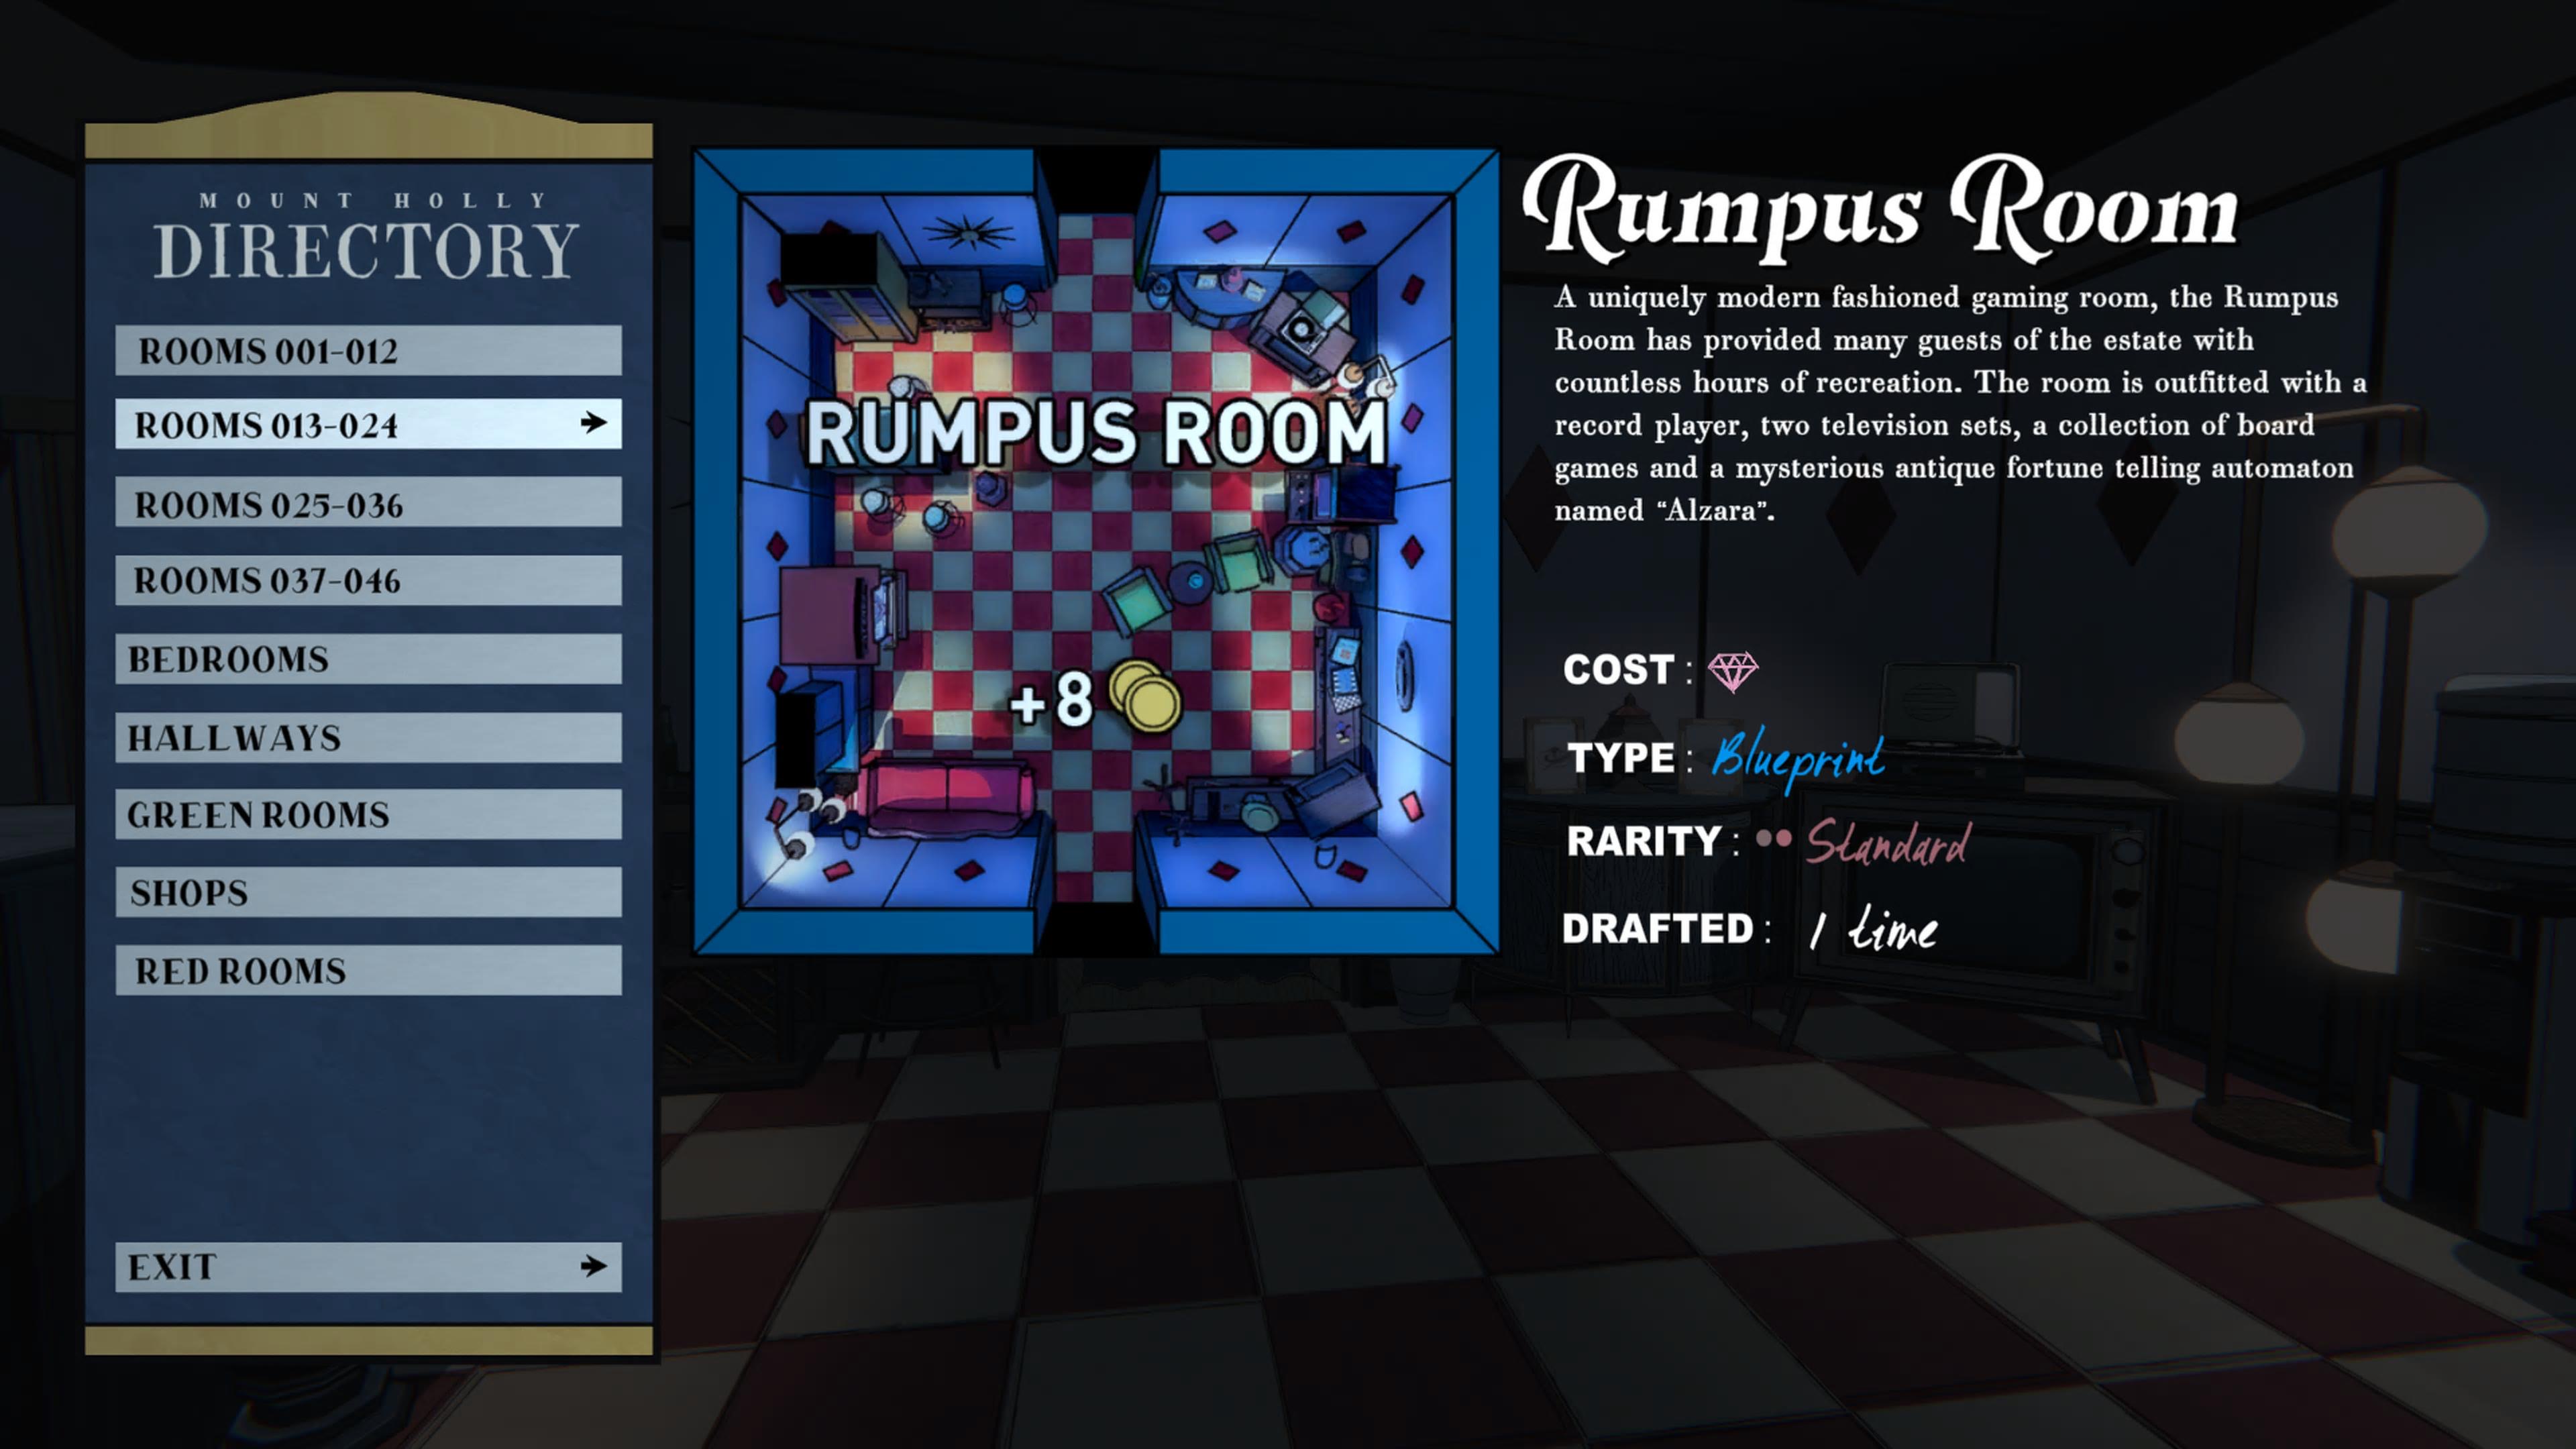 MOUNT HOLLY
DIRECTORY
ROOMS 001-012
ROOMS 013-024
ROOMS 025-036
ROOMS 037-046
BEDROOMS
HALLWAYS
GREEN ROOMS
SHOPS
RED ROOMS
EXIT
RUMPUS ROOM
+8
Rumpus Room
A uniquely modern fashioned gaming room, the Rumpus
Room has provided many guests of the estate with
countless hours of recreation. The room is outfitted with a
record player, two television sets, a collection of board
games and a mysterious antique fortune telling automaton
named “Alzara”.
COST :
TYPE : Blueprint
RARITY : Standard
DRAFTED : 1 time